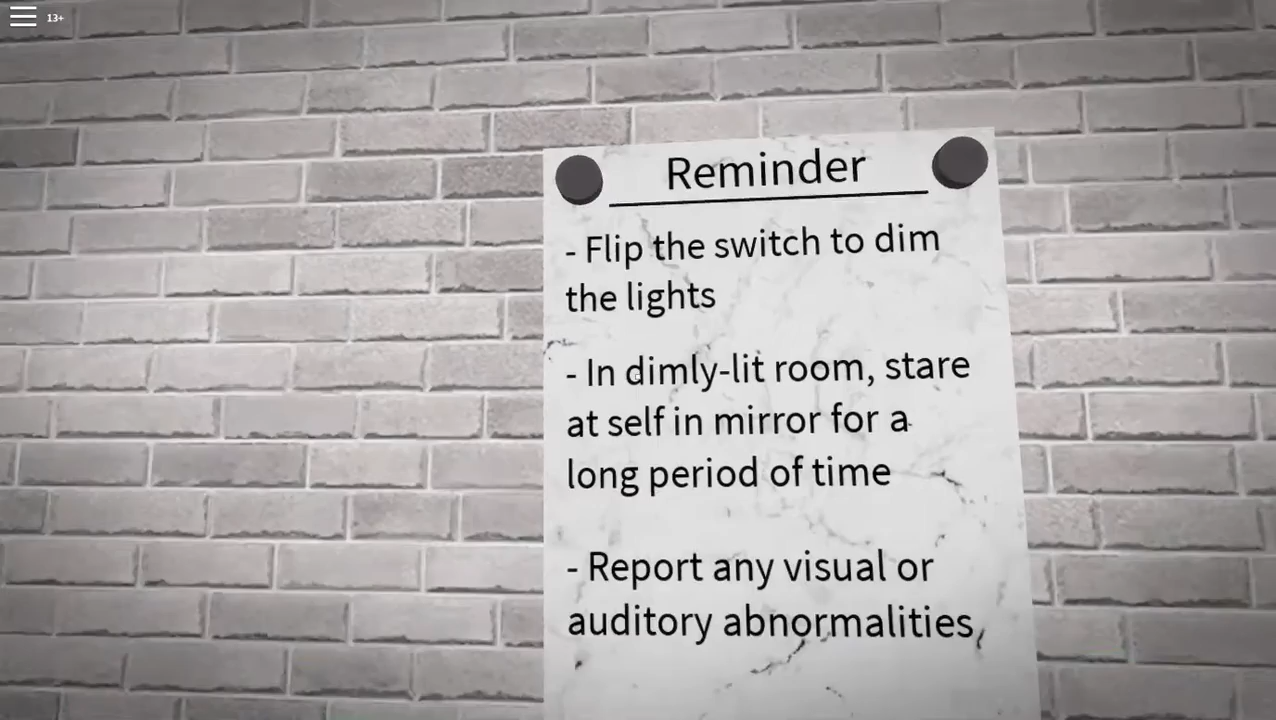 13+
Reminder
- Flip the switch to dim
the lights
- In dimly-lit room, stare
at self in mirror for a
long period of time
- Report any visual or
auditory abnormalities